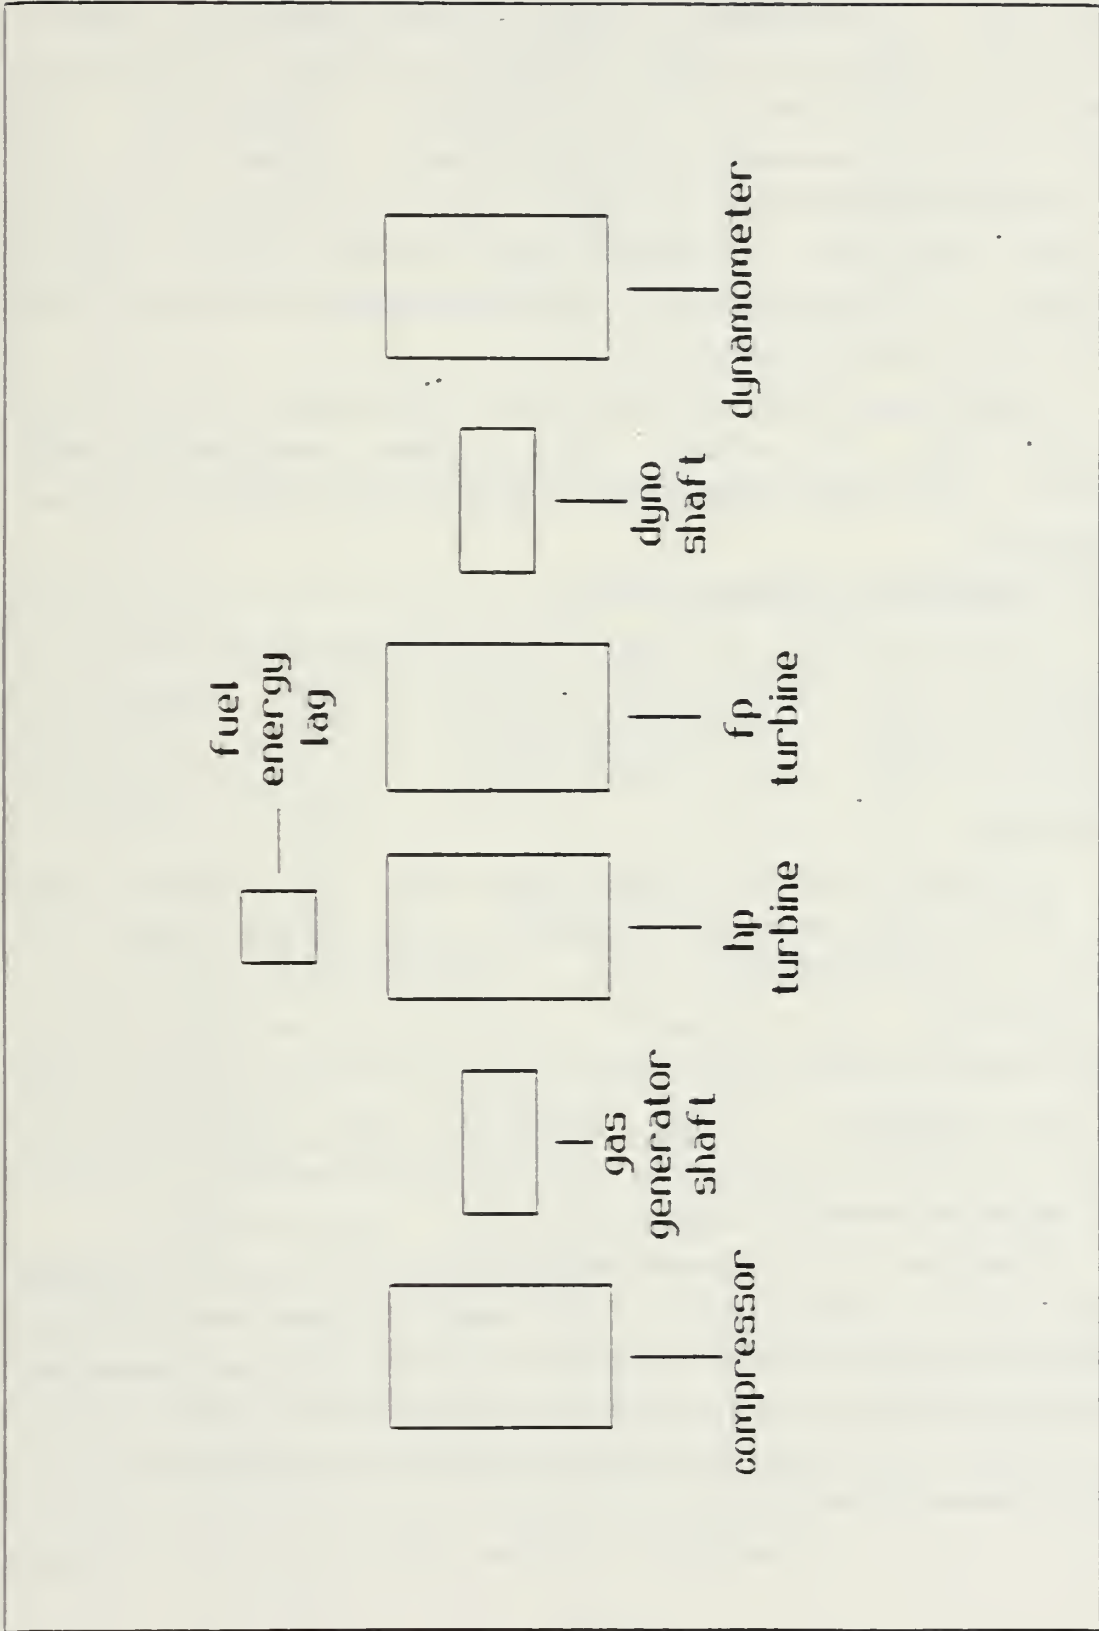 fuel
energy
lag
compressor
gas
generator
shaft
hp
turbine
fp
turbine
dyno
shaft
dynamometer